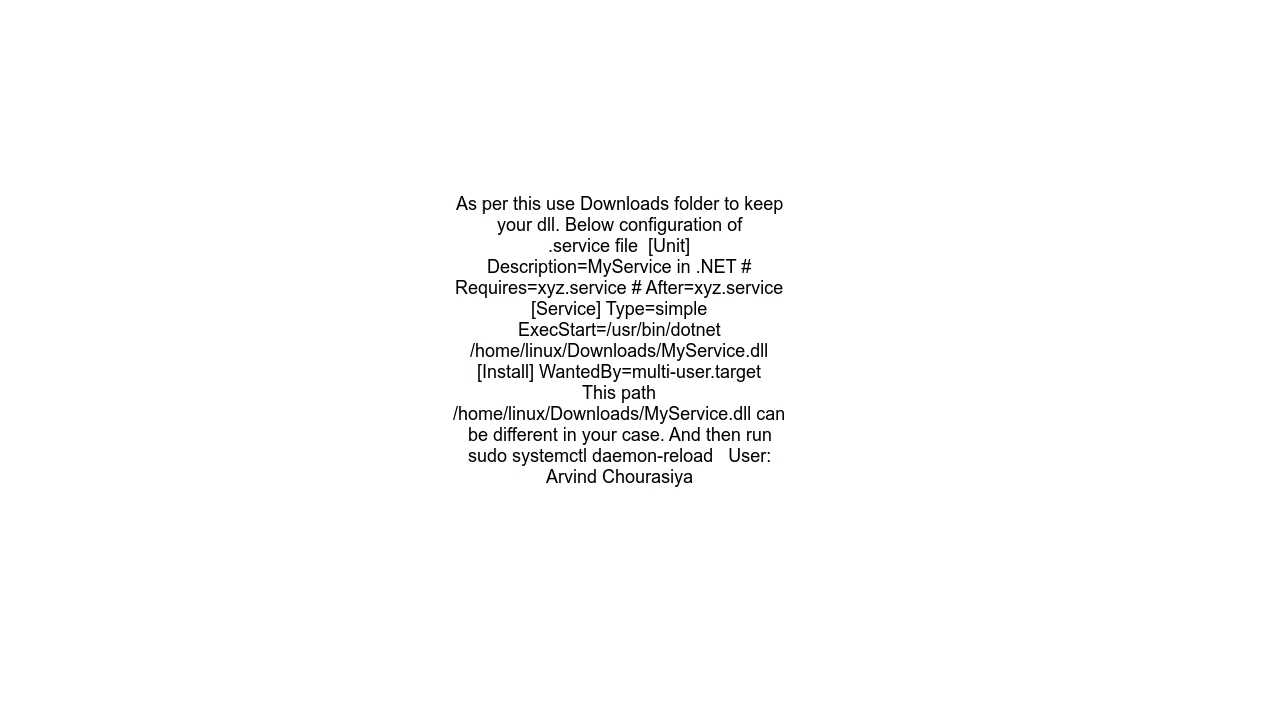 As per this use Downloads folder to keep
your dll. Below configuration of
.service file  [Unit]
Description=MyService in .NET #
Requires=xyz.service # After=xyz.service
[Service] Type=simple
ExecStart=/usr/bin/dotnet
/home/linux/Downloads/MyService.dll
[Install] WantedBy=multi-user.target
This path
/home/linux/Downloads/MyService.dll can
be different in your case. And then run
sudo systemctl daemon-reload   User:
Arvind Chourasiya